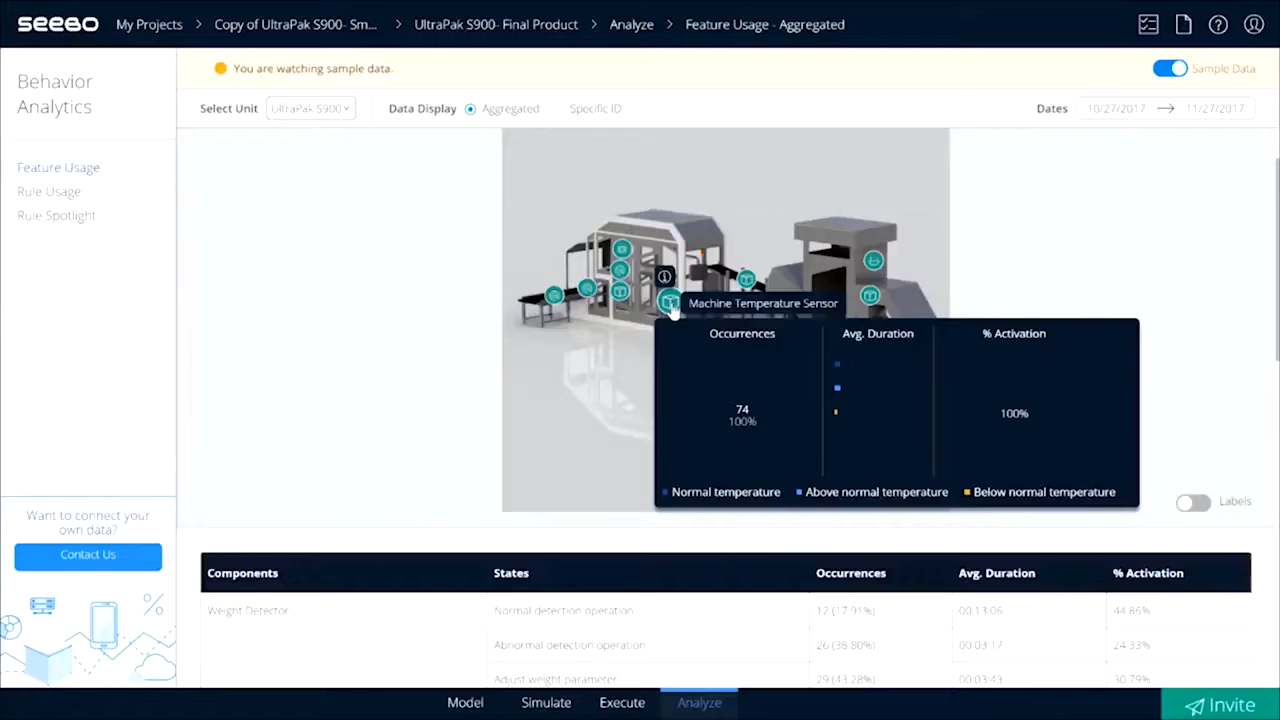 SEEBO My Projects > Copy of UltraPak S900- Sm... > UltraPak S900- Final Product > Analyze > Feature Usage - Aggregated
Behavior
Analytics
You are watching sample data.
Sample Data
Select Unit UltraPak S900 Data Display Aggregated Specific ID Dates 10/27/2017 → 11/27/2017
Feature Usage
Rule Usage
Rule Spotlight
Machine Temperature Sensor
Occurrences Avg. Duration % Activation
74
100%
100%
Normal temperature Above normal temperature Below normal temperature
Labels
Want to connect your
own data?
Contact Us
Components States Occurrences Avg. Duration % Activation
Weight Detector Normal detection operation 12 (17.91%) 00:13:06 44.86%
Abnormal detection operation 26 (38.80%) 00:03:17 24.33%
Adjust weight parameter 29 (43.28%) 00:03:43 30.79%
Model Simulate Execute Analyze Invite